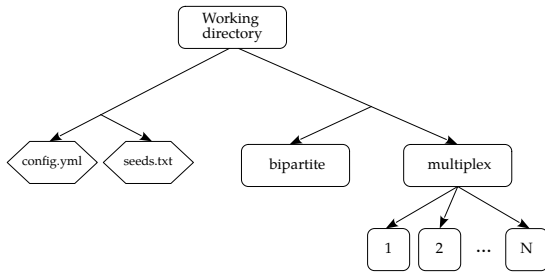 Working
directory
config.yml
seeds.txt
bipartite
multiplex
1
2
...
N